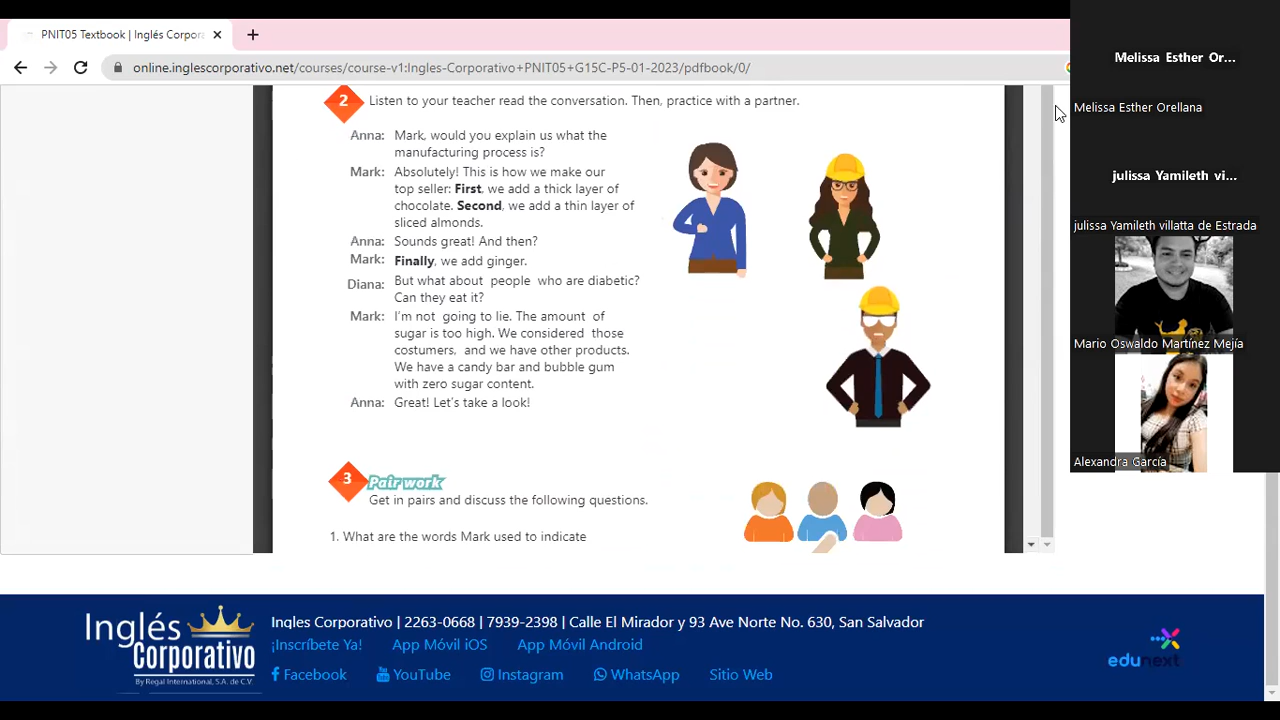 PNIT05 Textbook | Inglés Corpora
online.inglescorporativo.net/courses/course-v1:Ingles-Corporativo+PNIT05+G15C-P5-01-2023/pdfbook/0/
2 Listen to your teacher read the conversation. Then, practice with a partner.
Anna: Mark, would you explain us what the
manufacturing process is?
Mark: Absolutely! This is how we make our
top seller: First, we add a thick layer of
chocolate. Second, we add a thin layer of
sliced almonds.
Anna: Sounds great! And then?
Mark: Finally, we add ginger.
Diana: But what about people who are diabetic?
Can they eat it?
Mark: I'm not going to lie. The amount of
sugar is too high. We considered those
costumers, and we have other products.
We have a candy bar and bubble gum
with zero sugar content.
Anna: Great! Let's take a look!
3 Pair work
Get in pairs and discuss the following questions.
1. What are the words Mark used to indicate
Melissa Esther Or...
Melissa Esther Orellana
julissa Yamileth vi...
julissa Yamileth villatta de Estrada
Mario Oswaldo Martínez Mejía
Alexandra García
Inglés
Corporativo
By Regal International, S.A. de C.V.
Ingles Corporativo | 2263-0668 | 7939-2398 | Calle El Mirador y 93 Ave Norte No. 630, San Salvador
¡Inscríbete Ya! App Móvil iOS App Móvil Android
Facebook YouTube Instagram WhatsApp Sitio Web
edunext